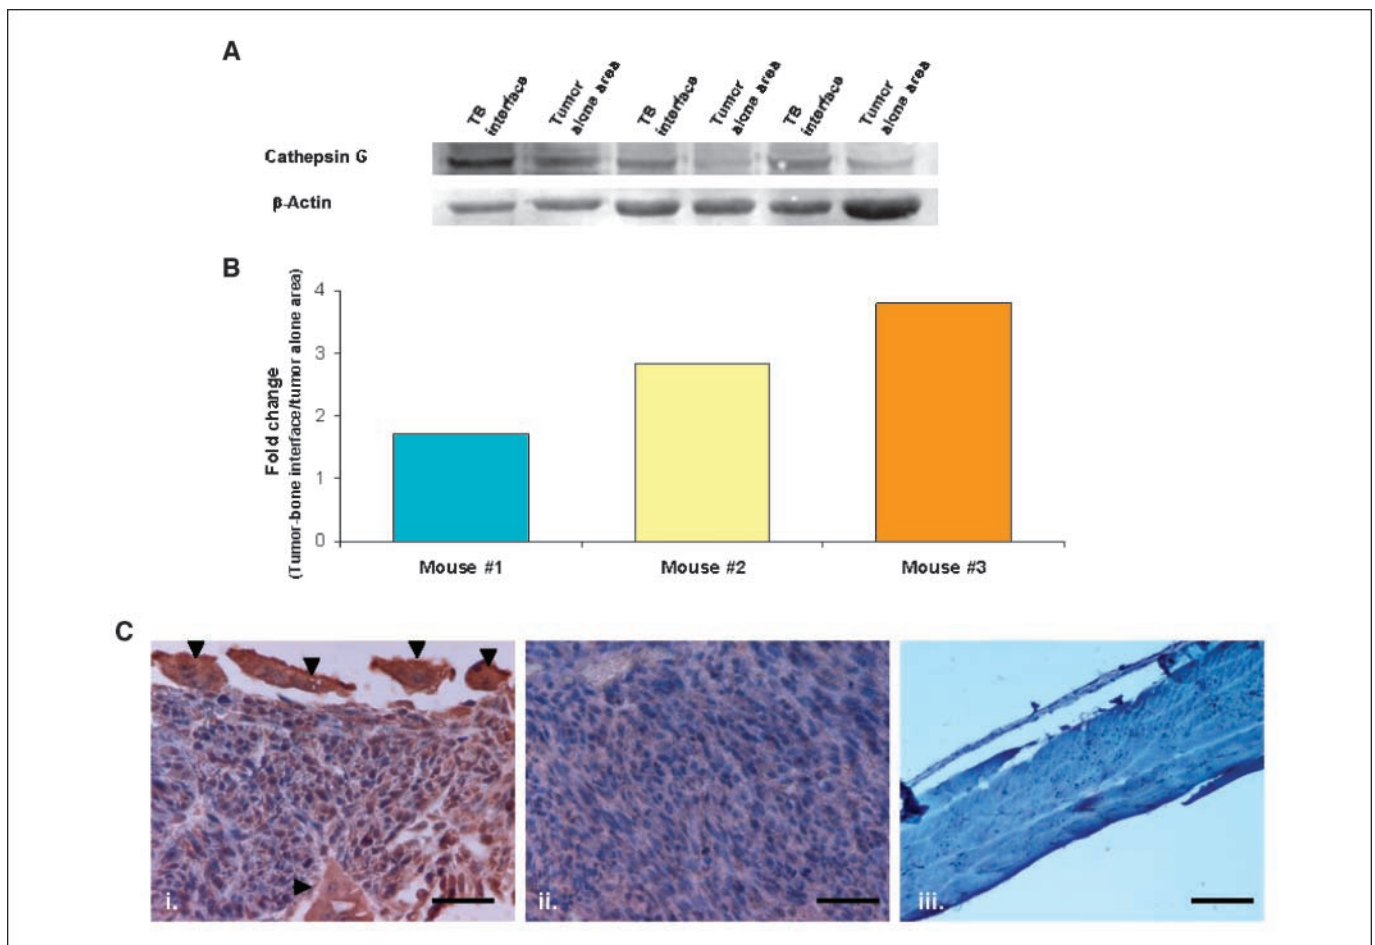 A
TB interface
Tumor alone area
TB interface
Tumor alone area
TB interface
Tumor alone area
Cathepsin G
β-Actin
B
Fold change
(Tumor-bone interface/tumor alone area)
4
3
2
1
0
Mouse #1
Mouse #2
Mouse #3
C
i.
ii.
iii.